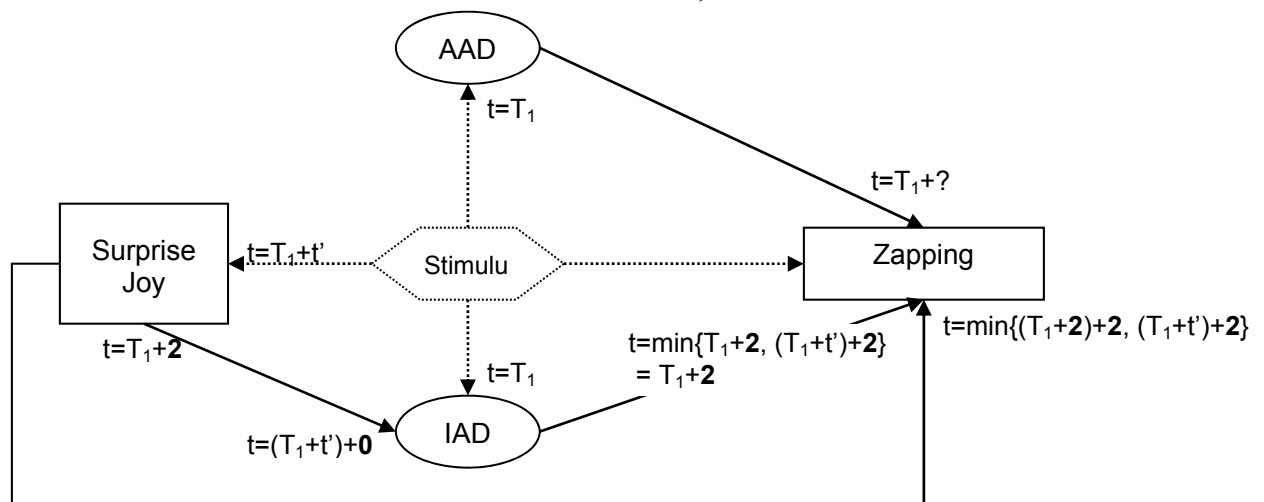 AAD
t=T₁
t=T₁+?
Surprise
Joy
t=T₁+t’
Stimulu
Zapping
t=T₁+2
t=min{T₁+2, (T₁+t’)+2}
= T₁+2
t=min{(T₁+2)+2, (T₁+t’)+2}
t=T₁
t=(T₁+t’)+0
IAD